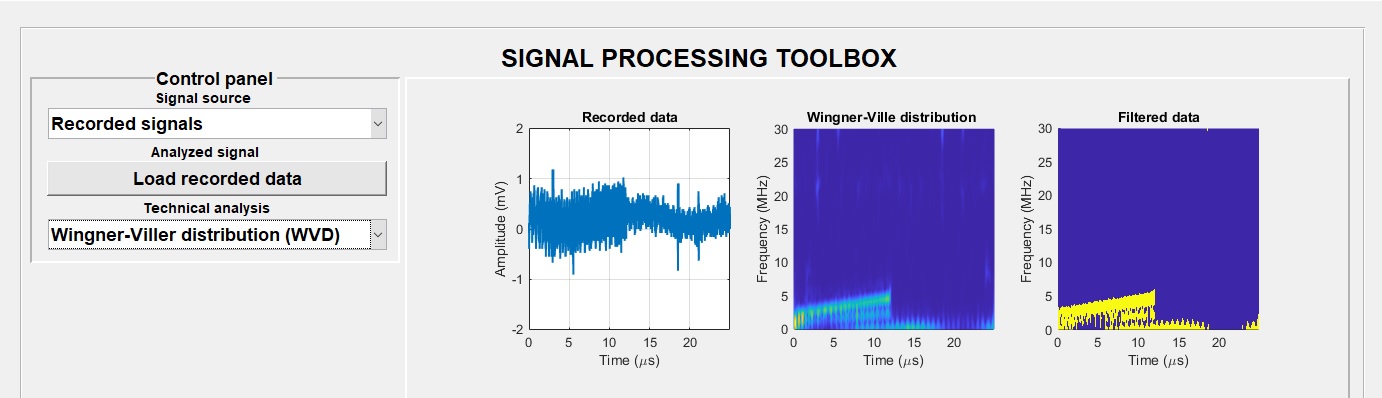 SIGNAL PROCESSING TOOLBOX
Control panel
Signal source
Recorded signals
Analyzed signal
Load recorded data
Technical analysis
Wingner-Viller distribution (WVD)
Recorded data
2
1
0
-1
-2
Amplitude (mV)
0 5 10 15 20
Time (μs)
Wingner-Ville distribution
30
25
20
15
10
5
0
Frequency (MHz)
0 5 10 15 20
Time (μs)
Filtered data
30
25
20
15
10
5
0
Frequency (MHz)
0 5 10 15 20
Time (μs)